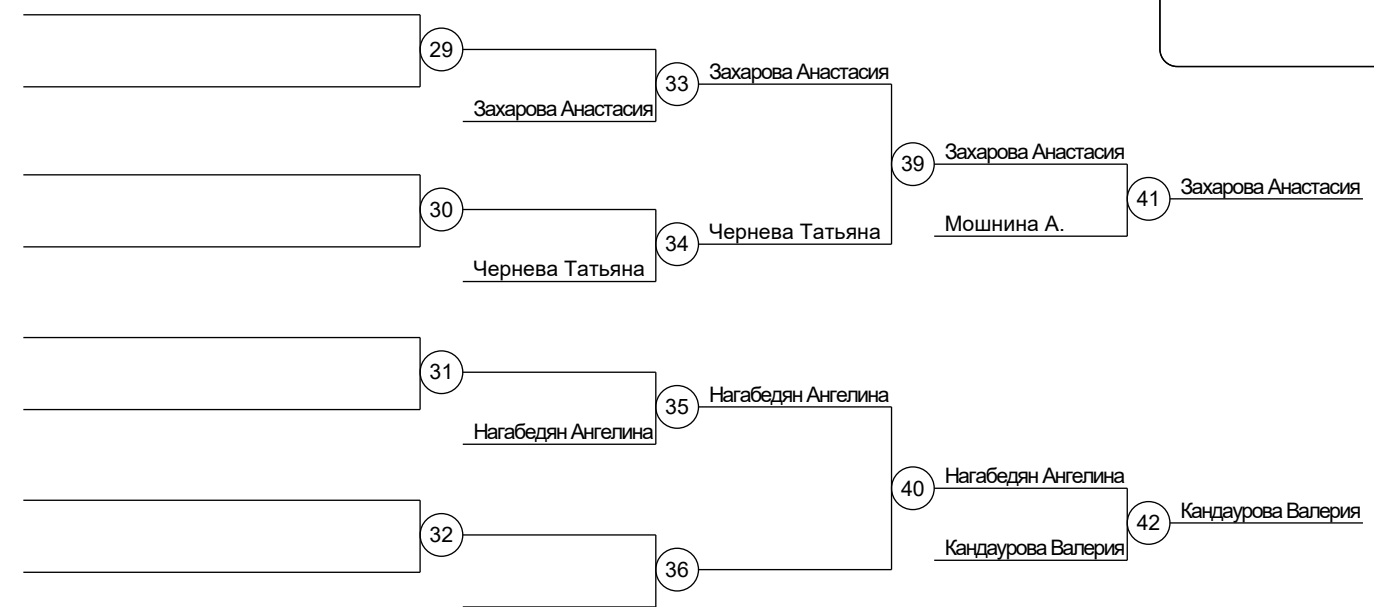 29
33
Захарова Анастасия
Захарова Анастасия
39
Захарова Анастасия
41
Захарова Анастасия
30
34
Чернева Татьяна
Мошнина А.
Чернева Татьяна
31
35
Нагабедян Ангелина
Нагабедян Ангелина
40
Нагабедян Ангелина
42
Кандаурова Валерия
32
Кандаурова Валерия
36